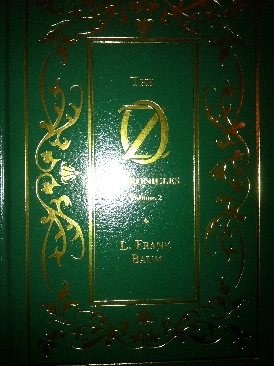 THE
OZ
CHRONICLES
Volume 2
L. FRANK
BAUM